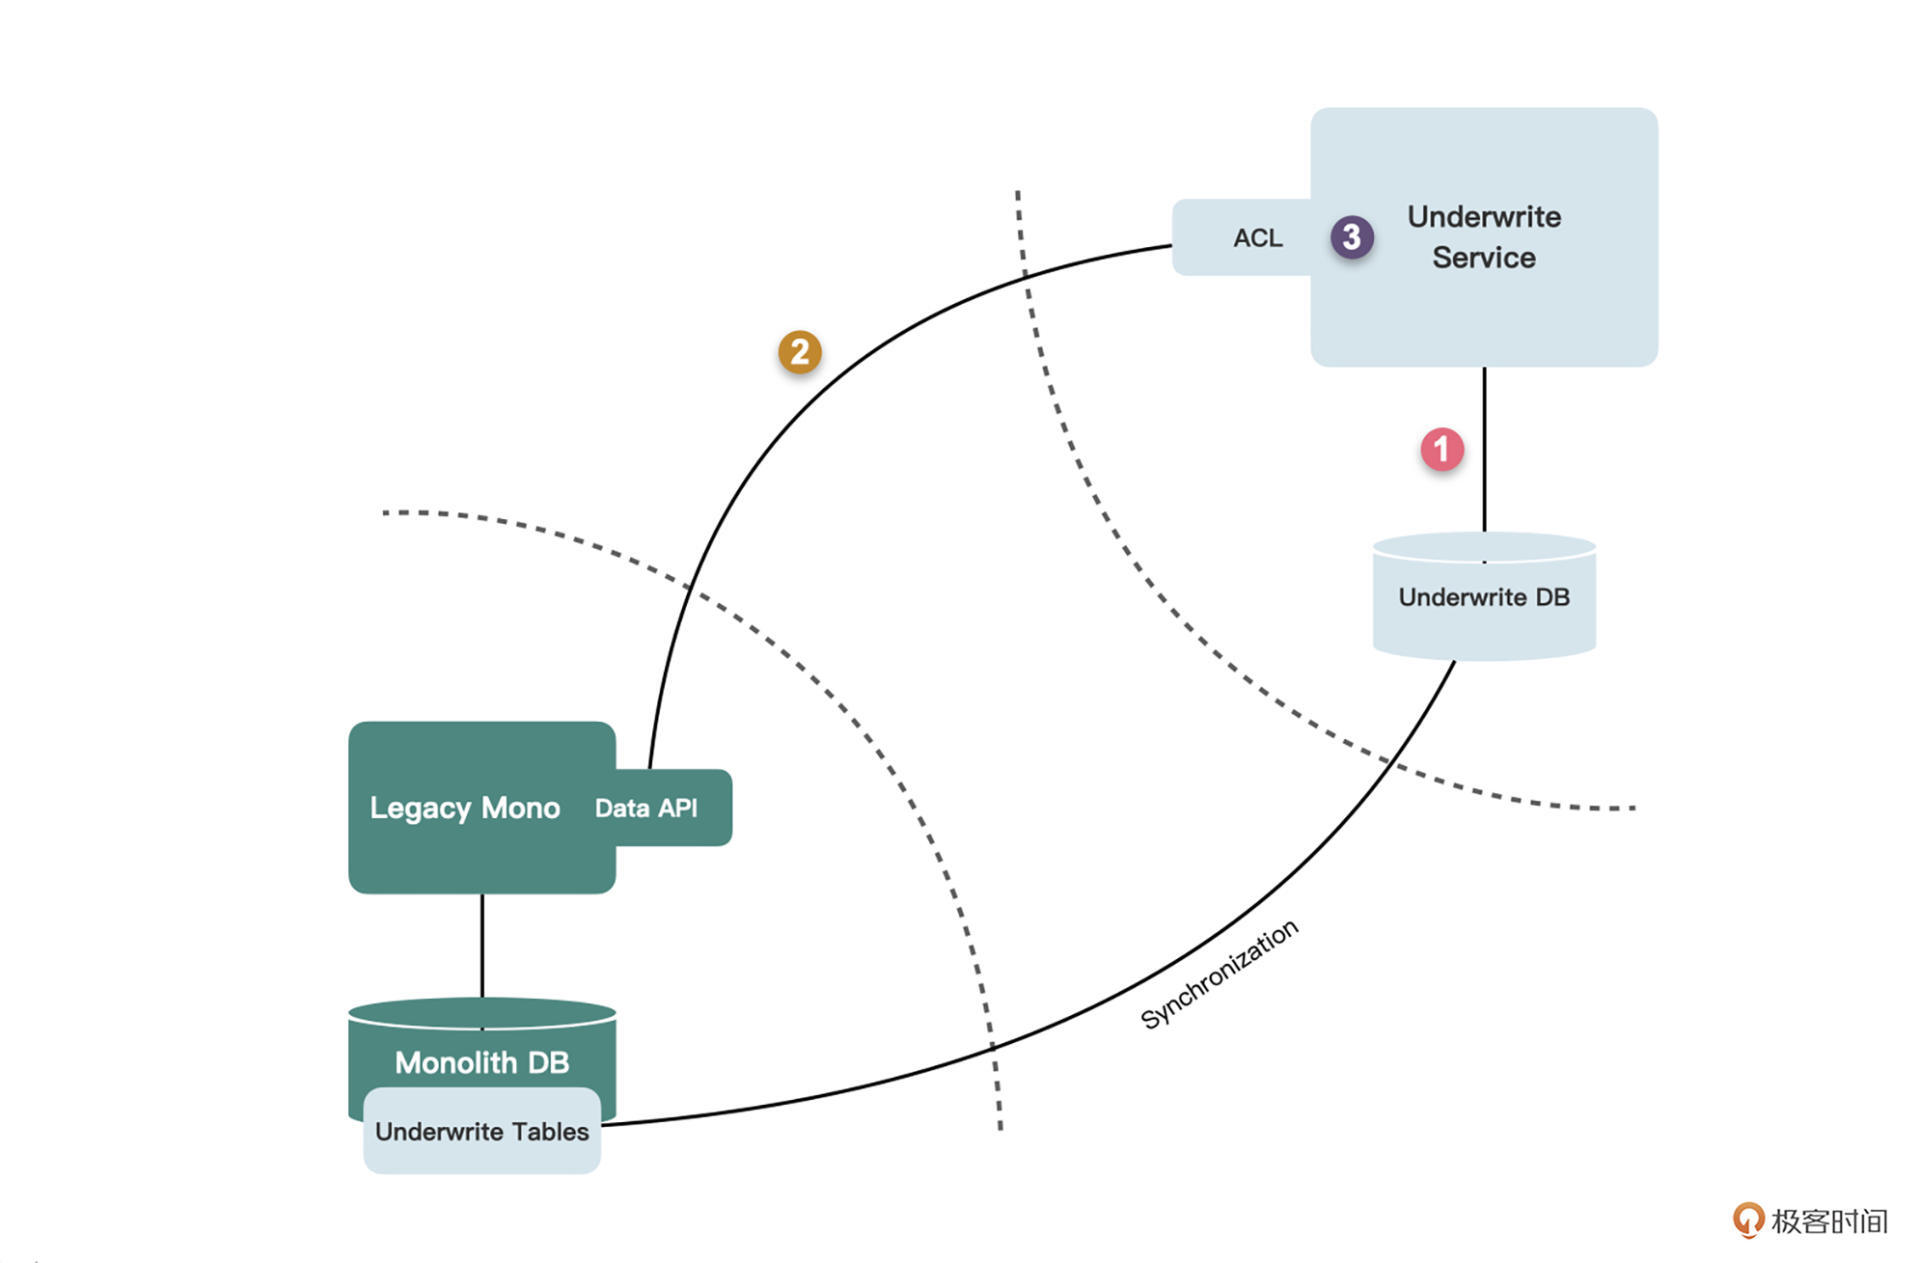 Underwrite
Service
ACL
3
2
1
Underwrite DB
Legacy Mono
Data API
Synchronization
Monolith DB
Underwrite Tables
极客时间